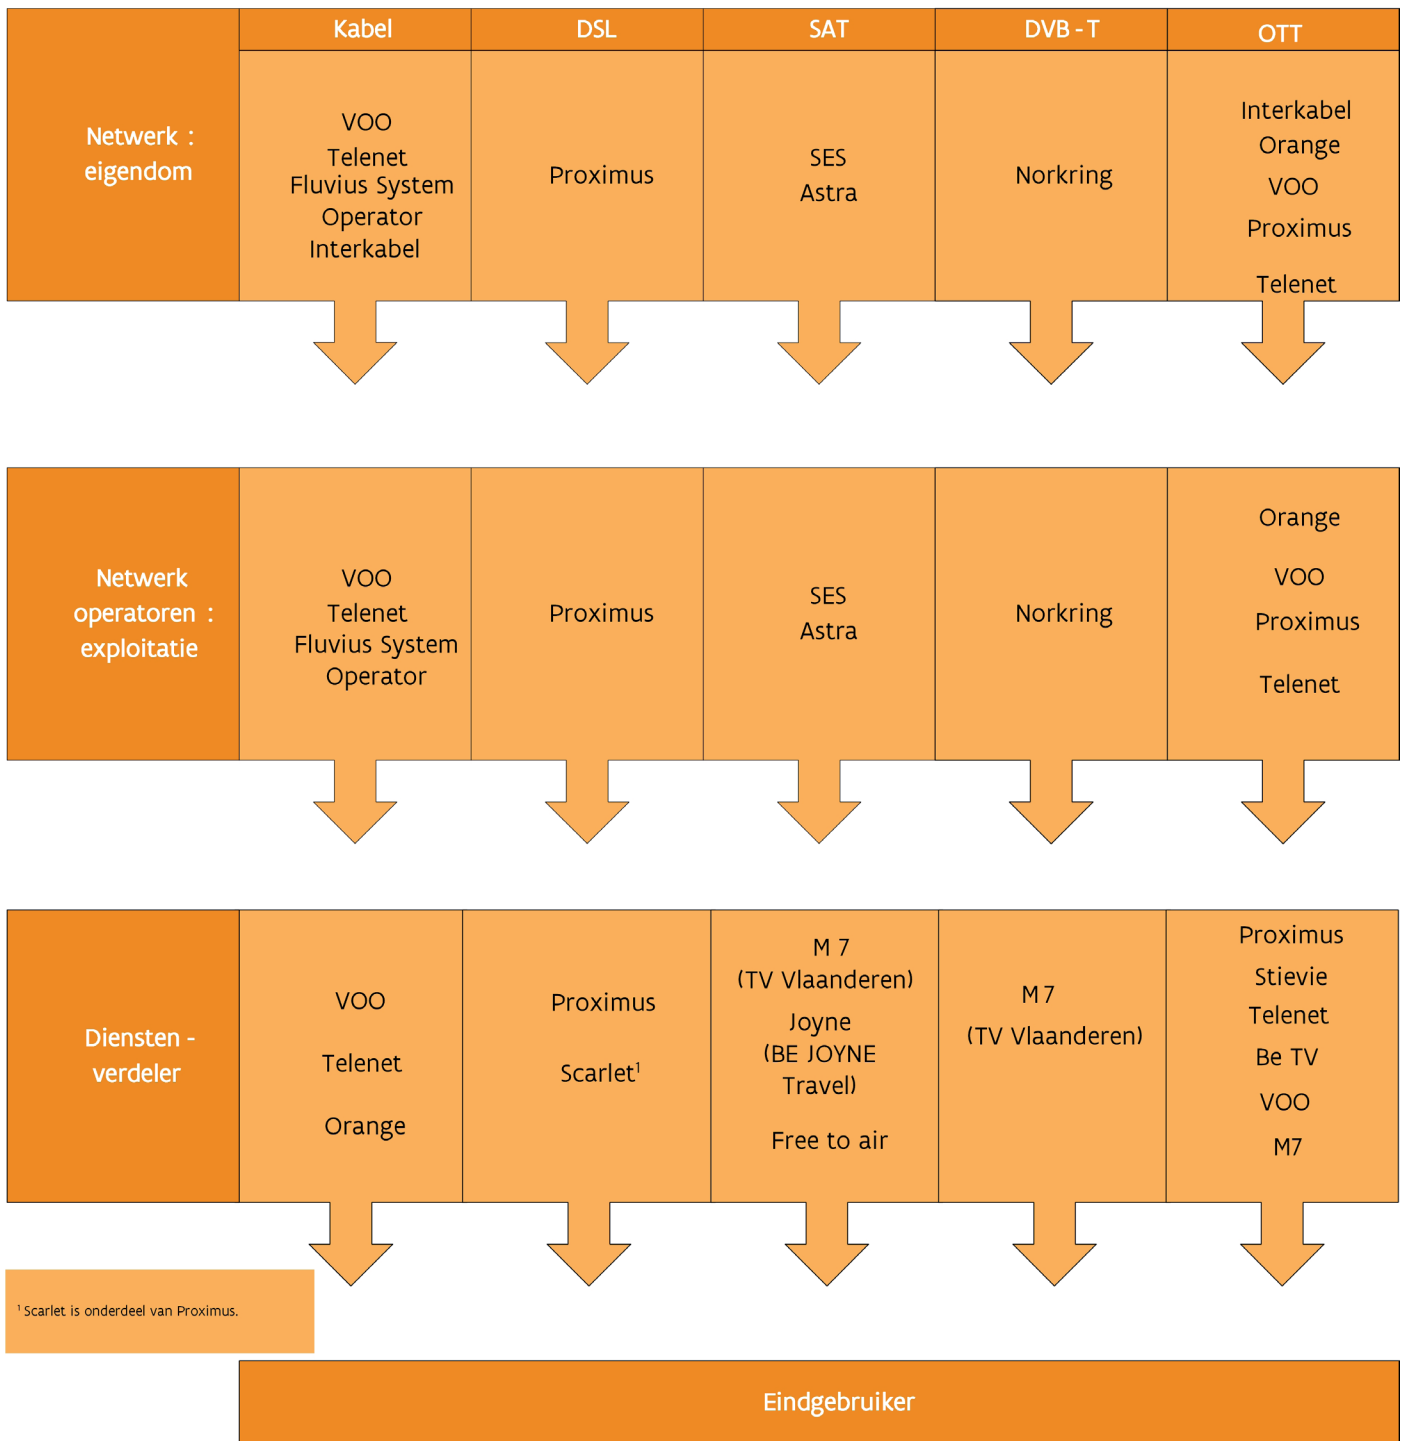 Kabel
DSL
SAT
DVB - T
OTT
Netwerk :
eigendom
VOO
Telenet
Fluvius System
Operator
Interkabel
Proximus
SES
Astra
Norkring
Interkabel
Orange
VOO
Proximus
Telenet
Netwerk
operatoren :
exploitatie
VOO
Telenet
Fluvius System
Operator
Proximus
SES
Astra
Norkring
Orange
VOO
Proximus
Telenet
Diensten -
verdeler
VOO
Telenet
Orange
Proximus
Scarlet¹
M 7
(TV Vlaanderen)
Joyne
(BE JOYNE
Travel)
Free to air
M 7
(TV Vlaanderen)
Proximus
Stievie
Telenet
Be TV
VOO
M7
¹ Scarlet is onderdeel van Proximus.
Eindgebruiker